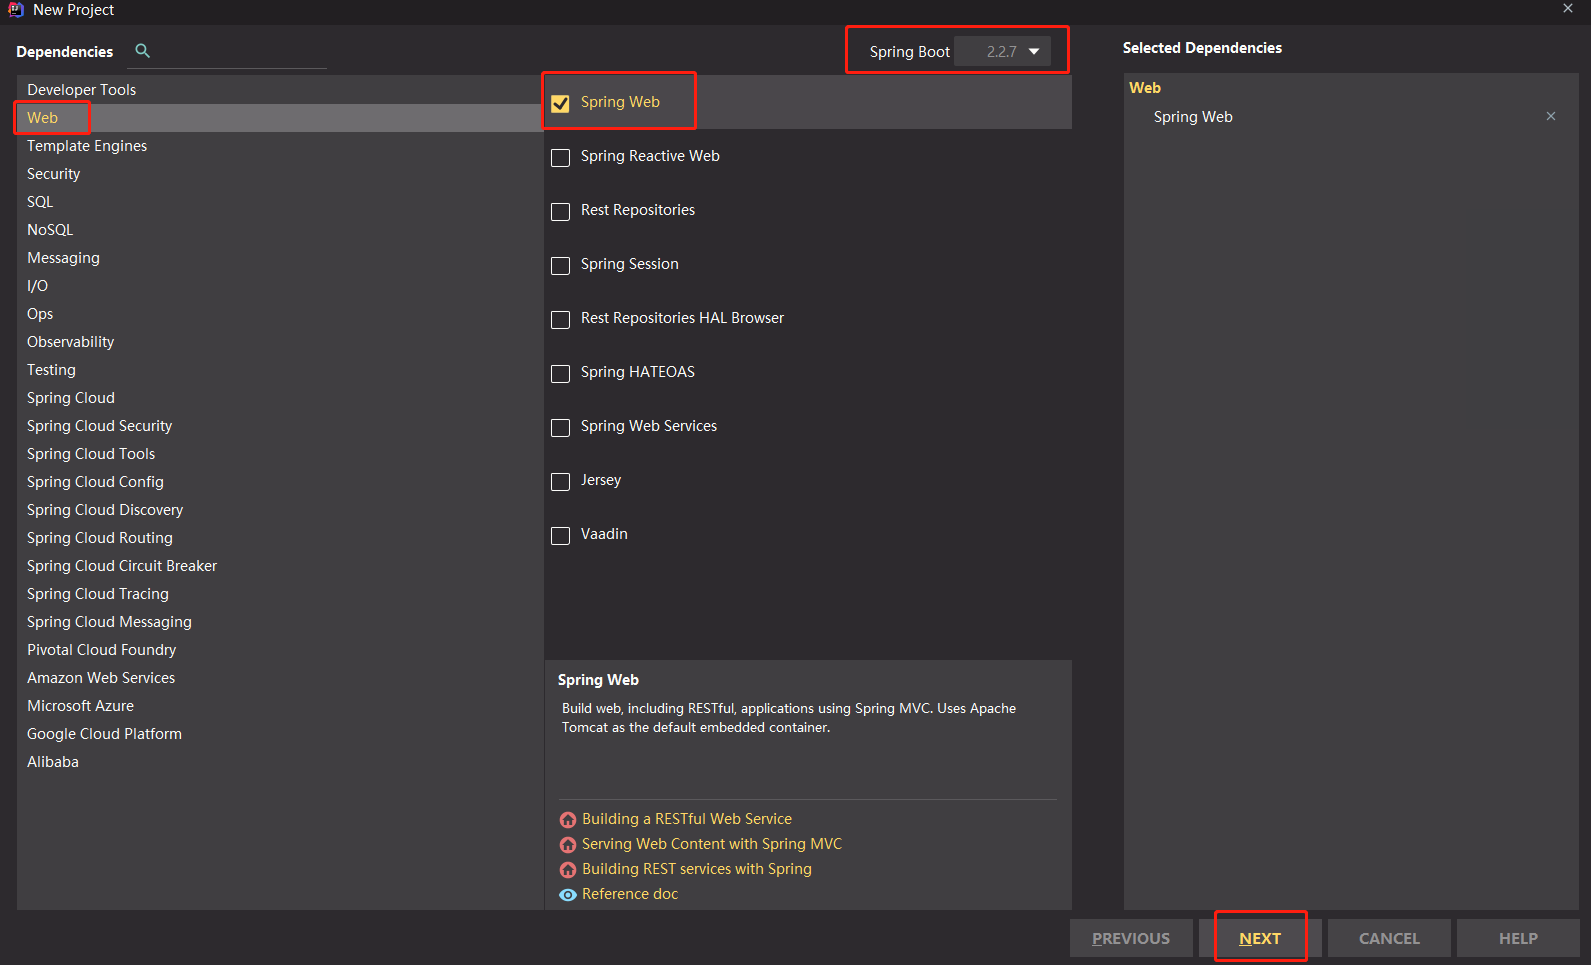 New Project
Dependencies
Spring Boot 2.2.7
Selected Dependencies
Developer Tools
Web
Template Engines
Security
SQL
NoSQL
Messaging
I/O
Ops
Observability
Testing
Spring Cloud
Spring Cloud Security
Spring Cloud Tools
Spring Cloud Config
Spring Cloud Discovery
Spring Cloud Routing
Spring Cloud Circuit Breaker
Spring Cloud Tracing
Spring Cloud Messaging
Pivotal Cloud Foundry
Amazon Web Services
Microsoft Azure
Google Cloud Platform
Alibaba
Spring Web
Spring Reactive Web
Rest Repositories
Spring Session
Rest Repositories HAL Browser
Spring HATEOAS
Spring Web Services
Jersey
Vaadin
Spring Web
Build web, including RESTful, applications using Spring MVC. Uses Apache
Tomcat as the default embedded container.
Building a RESTful Web Service
Serving Web Content with Spring MVC
Building REST services with Spring
Reference doc
Web
Spring Web
PREVIOUS
NEXT
CANCEL
HELP